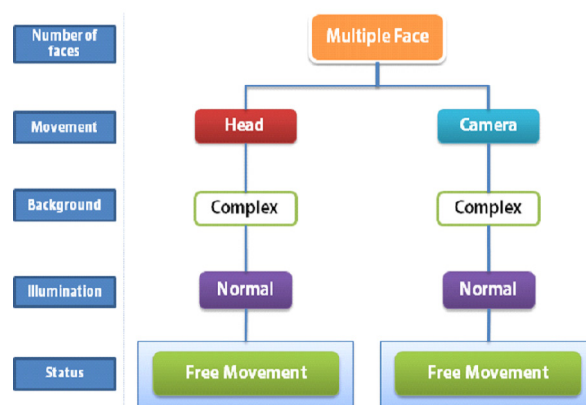 Number of
faces
Multiple Face
Movement
Head
Camera
Background
Complex
Complex
Illumination
Normal
Normal
Status
Free Movement
Free Movement